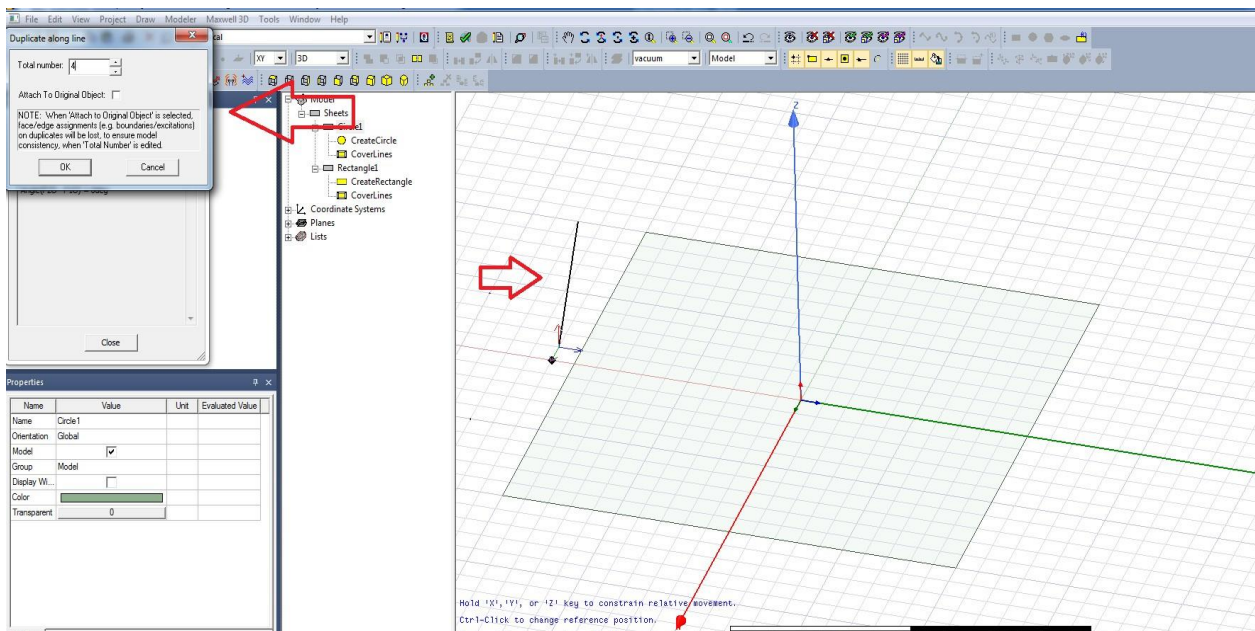 File Edit View Project Draw Modeler Maxwell 3D Tools Window Help
Duplicate along line
XY 3D vacuum Model
Total number: 4
Attach To Original Object:
NOTE: When 'Attach to Original Object' is selected,
face/edge assignments (e.g. boundaries/excitations)
on duplicates will be lost, to ensure model
consistency, when 'Total Number' is edited.
OK Cancel
Close
Model
Sheets
Circle1
CreateCircle
CoverLines
Rectangle1
CreateRectangle
CoverLines
Coordinate Systems
Planes
Lists
Z
Properties
Name Value Unit Evaluated Value
Name Circle1
Orientation Global
Model
Group Model
Display Wi...
Color
Transparent 0
Hold 'X','Y', or 'Z' key to constrain relative movement.
Ctrl-Click to change reference position.